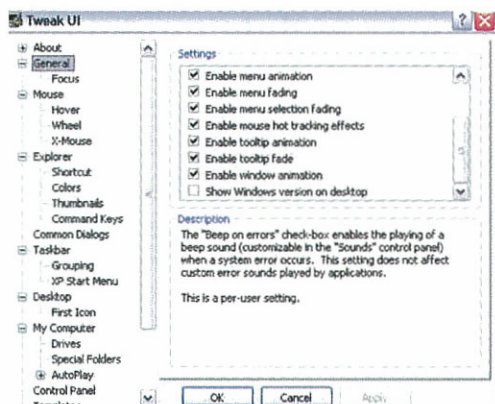 Tweak UI
About
General
Focus
Mouse
Hover
Wheel
X-Mouse
Explorer
Shortcut
Colors
Thumbnails
Command Keys
Common Dialogs
Taskbar
Grouping
XP Start Menu
Desktop
First Icon
My Computer
Drives
Special Folders
AutoPlay
Control Panel
Templates
Settings
Enable menu animation
Enable menu fading
Enable menu selection fading
Enable mouse hot tracking effects
Enable tooltip animation
Enable tooltip fade
Enable window animation
Show Windows version on desktop
Description
The "Beep on errors" check-box enables the playing of a
beep sound (customizable in the "Sounds" control panel)
when a system error occurs. This setting does not affect
custom error sounds played by applications.
This is a per-user setting.
OK
Cancel
Apply